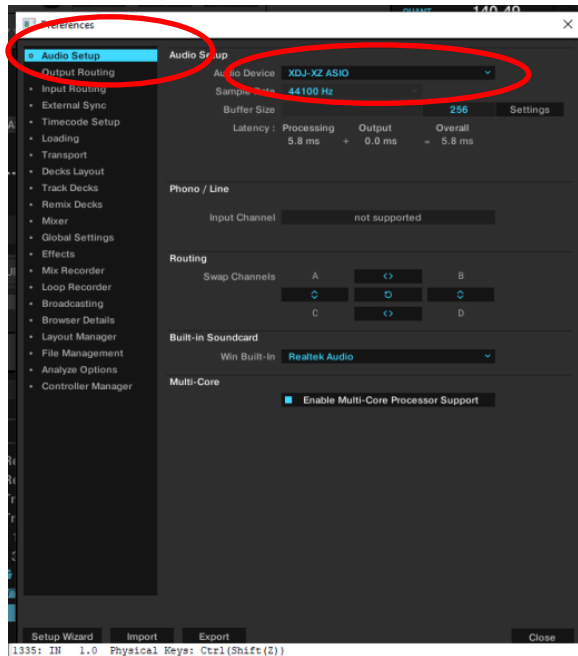 QUANT 140.49
Preferences
Audio Setup
Output Routing
Input Routing
External Sync
Timecode Setup
Loading
Transport
Decks Layout
Track Decks
Remix Decks
Mixer
Global Settings
Effects
Mix Recorder
Loop Recorder
Broadcasting
Browser Details
Layout Manager
File Management
Analyze Options
Controller Manager
Audio Setup
Audio Device XDJ-XZ ASIO
Sample Rate 44100 Hz
Buffer Size 256 Settings
Latency : Processing Output Overall
5.8 ms + 0.0 ms = 5.8 ms
Phono / Line
Input Channel not supported
Routing
Swap Channels A <> B
C <> D
Built-in Soundcard
Win Built-In Realtek Audio
Multi-Core
Enable Multi-Core Processor Support
Setup Wizard Import Export Close
1335: IN 1.0 Physical Keys: Ctrl(Shift(Z))